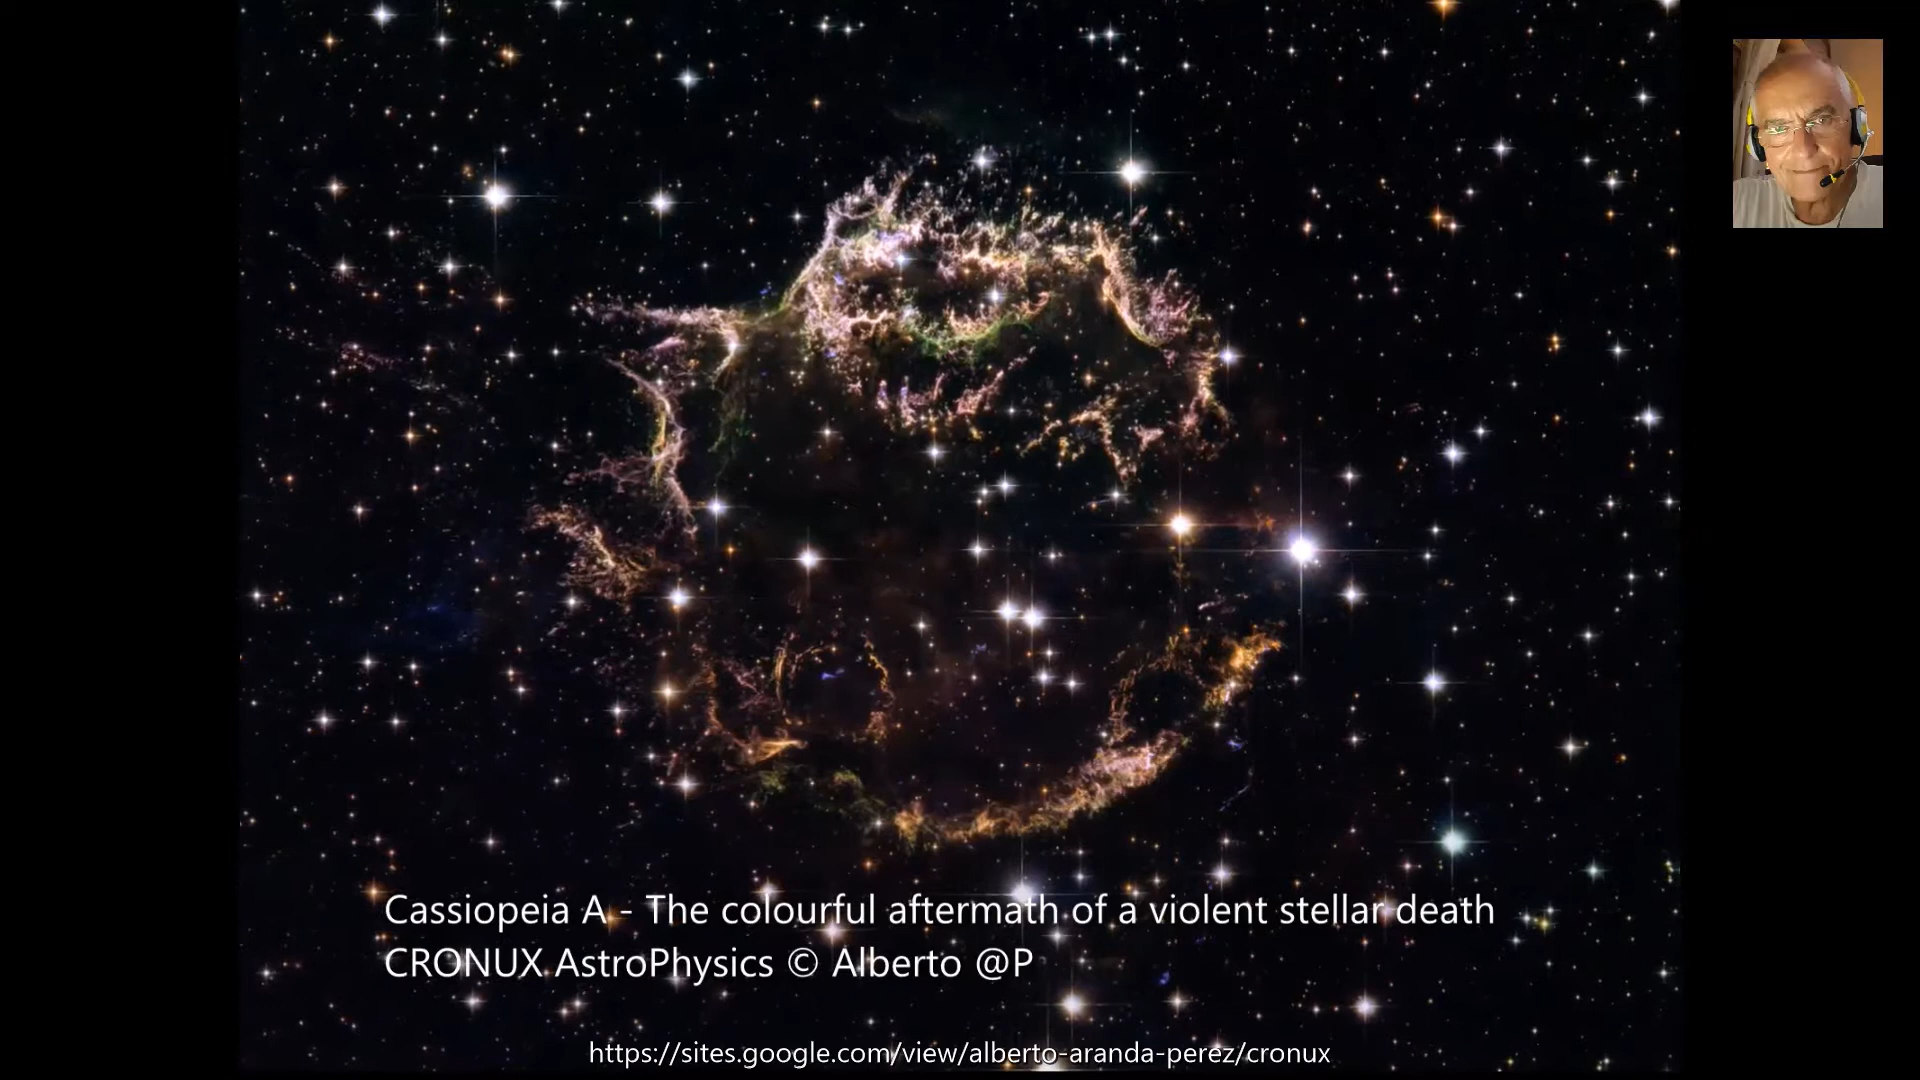 Cassiopeia A - The colourful aftermath of a violent stellar death
CRONUX AstroPhysics © Alberto @P
https://sites.google.com/view/alberto-aranda-perez/cronux